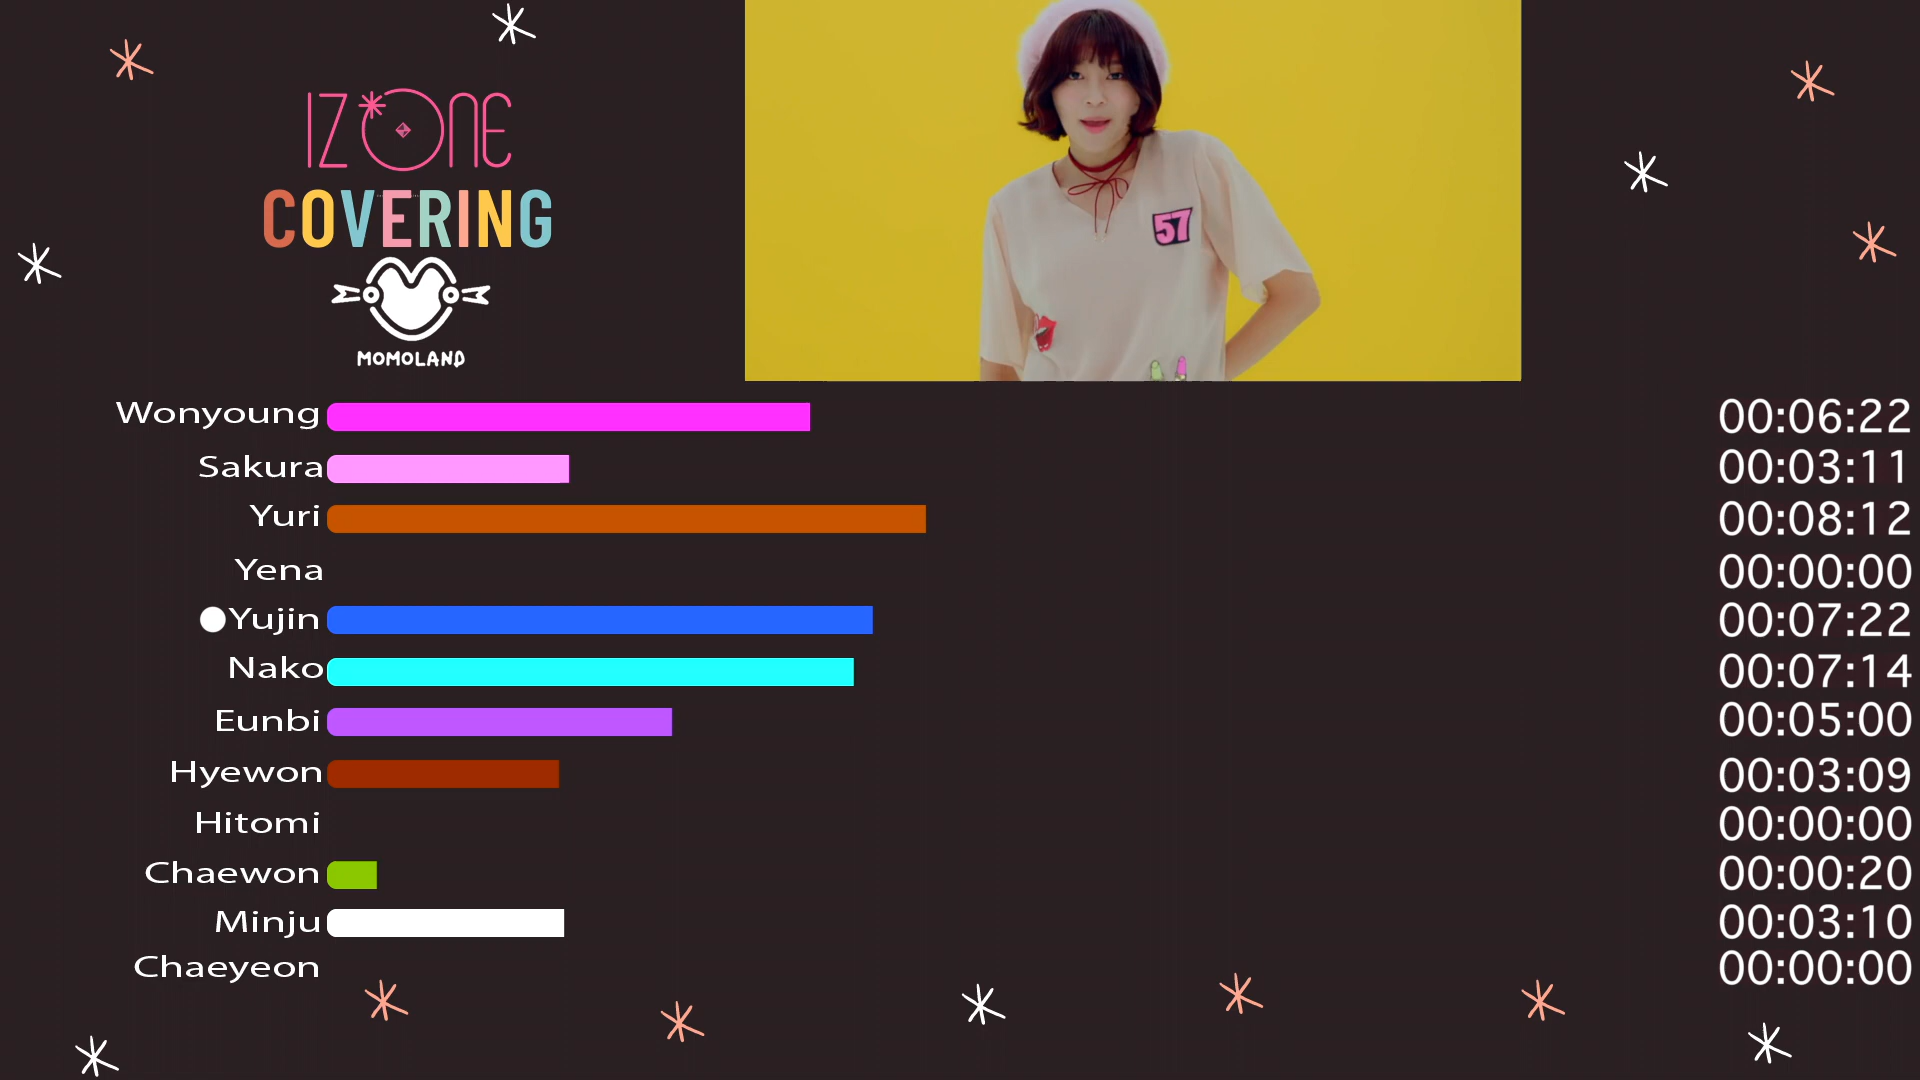 IZ*ONE
COVERING
MOMOLAND
57
Wonyoung 00:06:22
Sakura 00:03:11
Yuri 00:08:12
Yena 00:00:00
Yujin 00:07:22
Nako 00:07:14
Eunbi 00:05:00
Hyewon 00:03:09
Hitomi 00:00:00
Chaewon 00:00:20
Minju 00:03:10
Chaeyeon 00:00:00